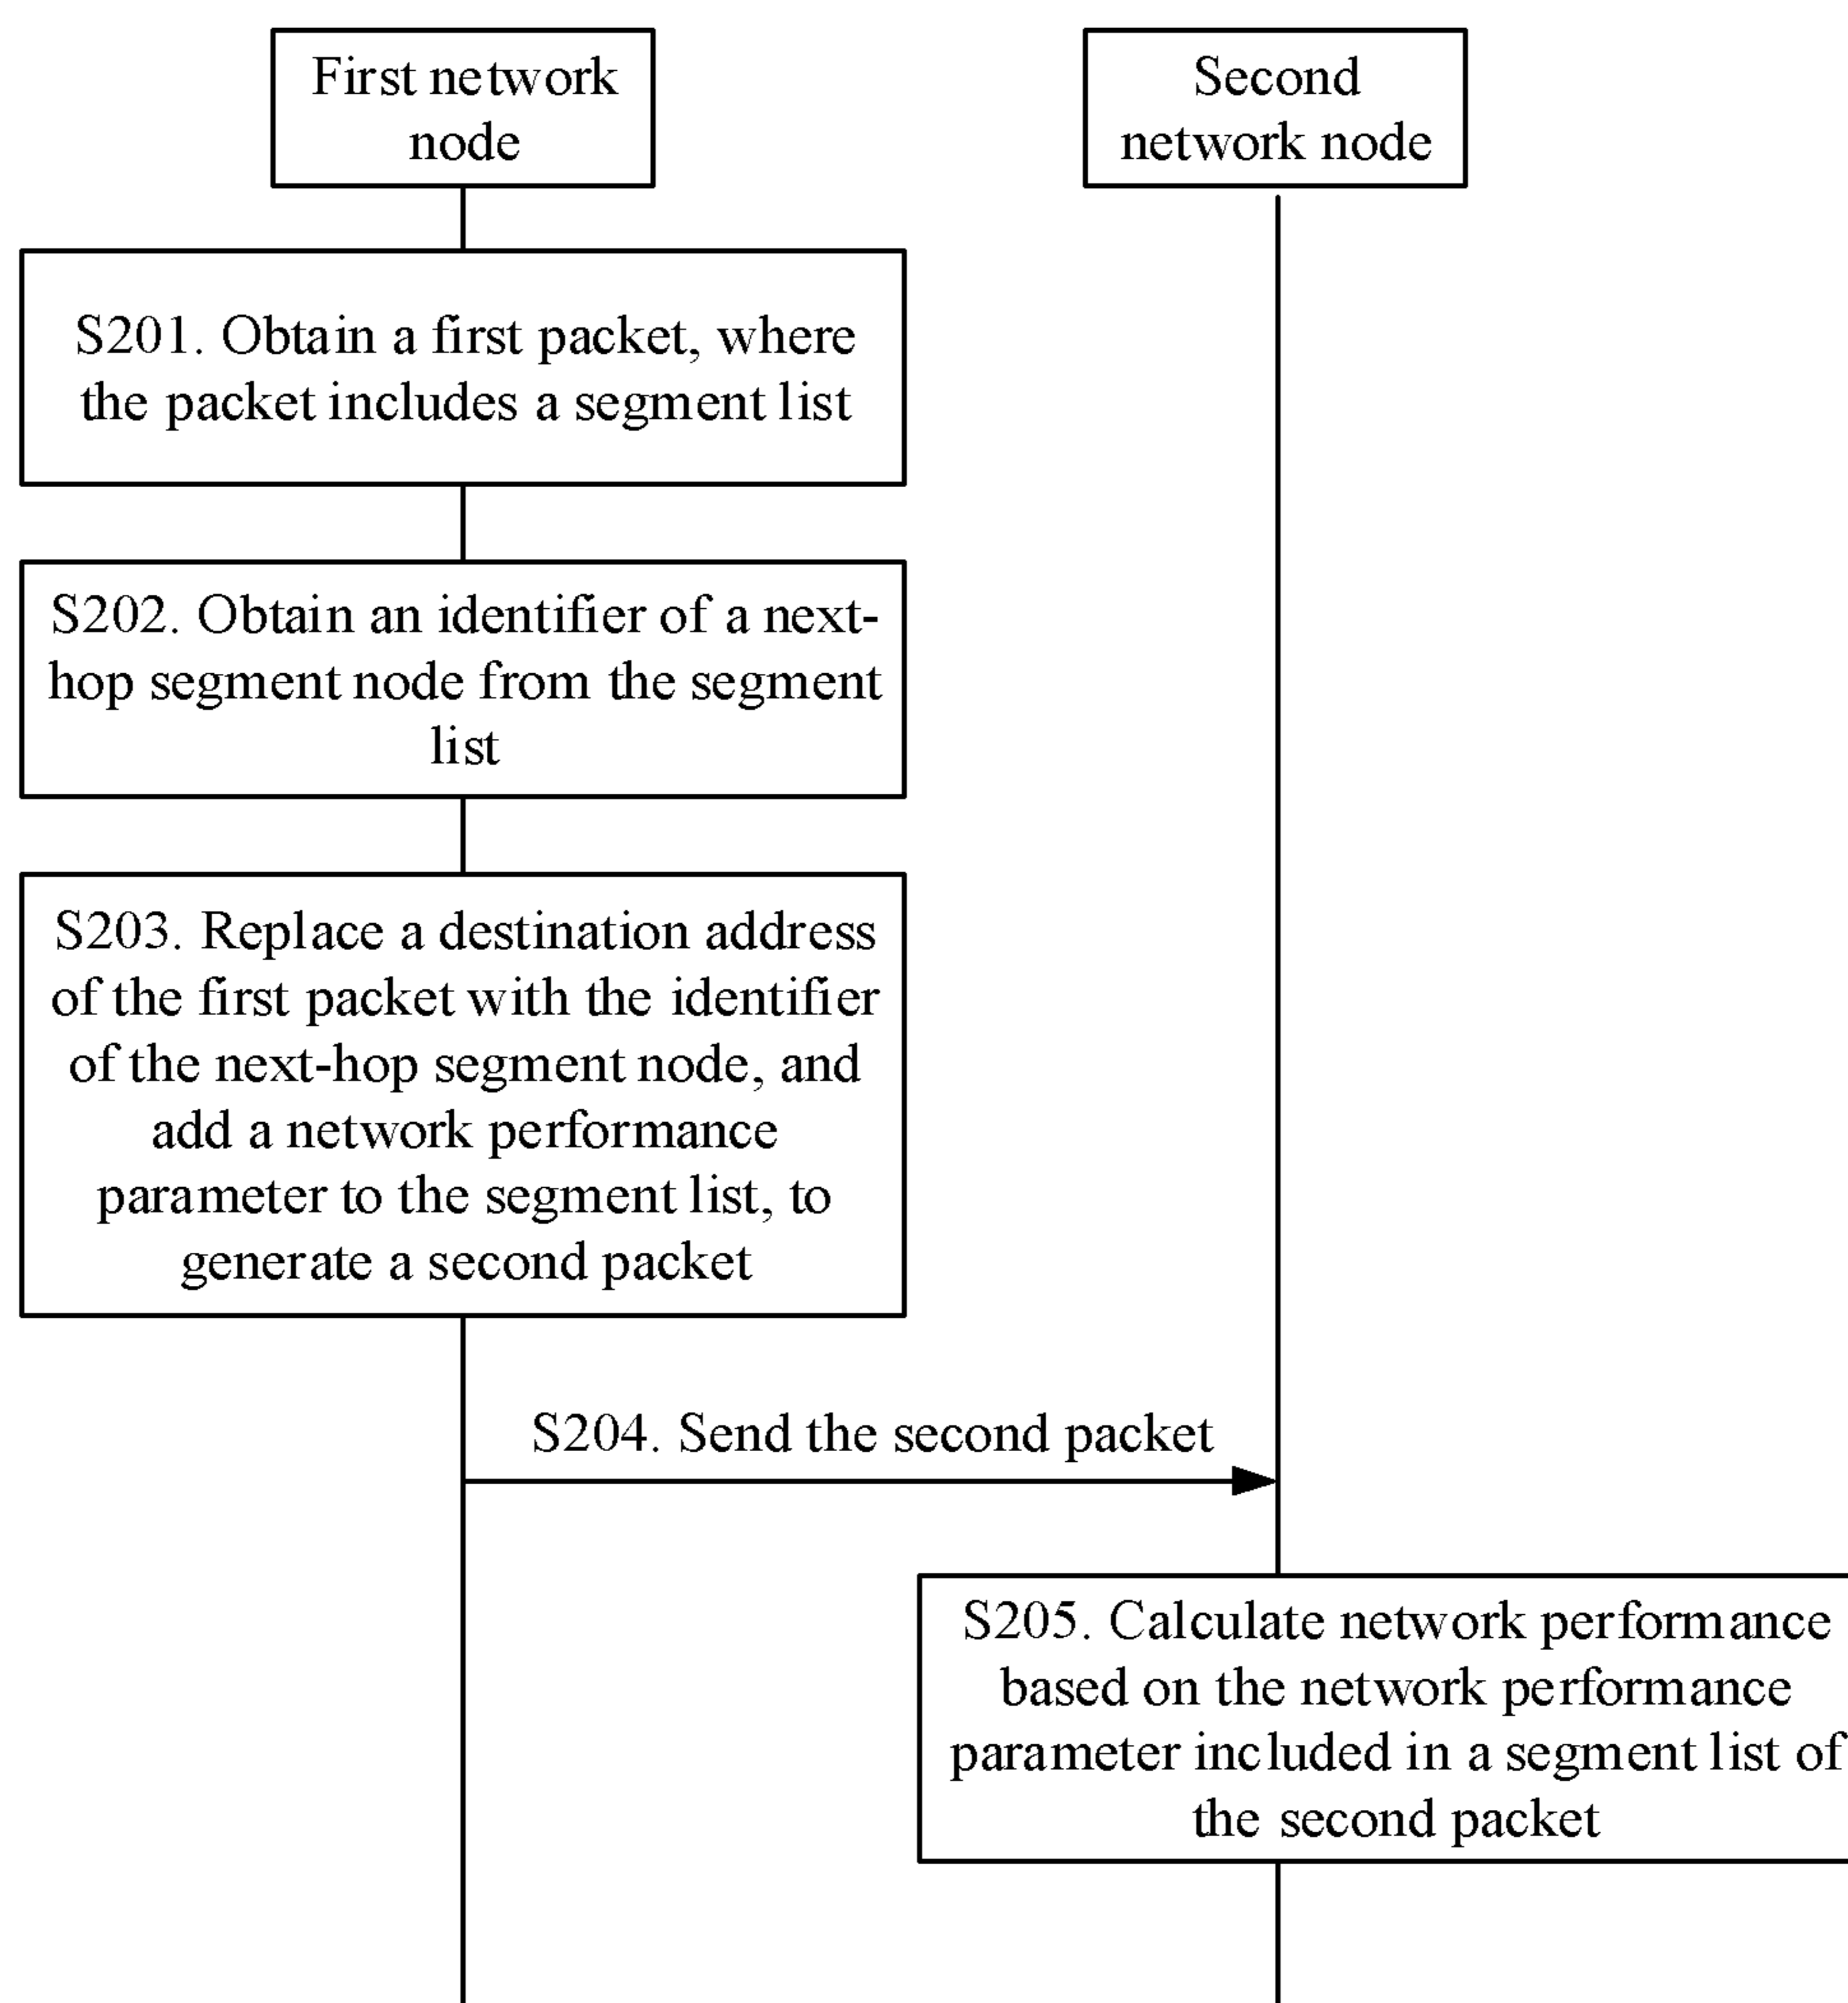 First network
node
Second
network node
S201. Obtain a first packet, where
the packet includes a segment list
S202. Obtain an identifier of a next-
hop segment node from the segment
list
S203. Replace a destination address
of the first packet with the identifier
of the next-hop segment node, and
add a network performance
parameter to the segment list, to
generate a second packet
S204. Send the second packet
S205. Calculate network performance
based on the network performance
parameter included in a segment list of
the second packet